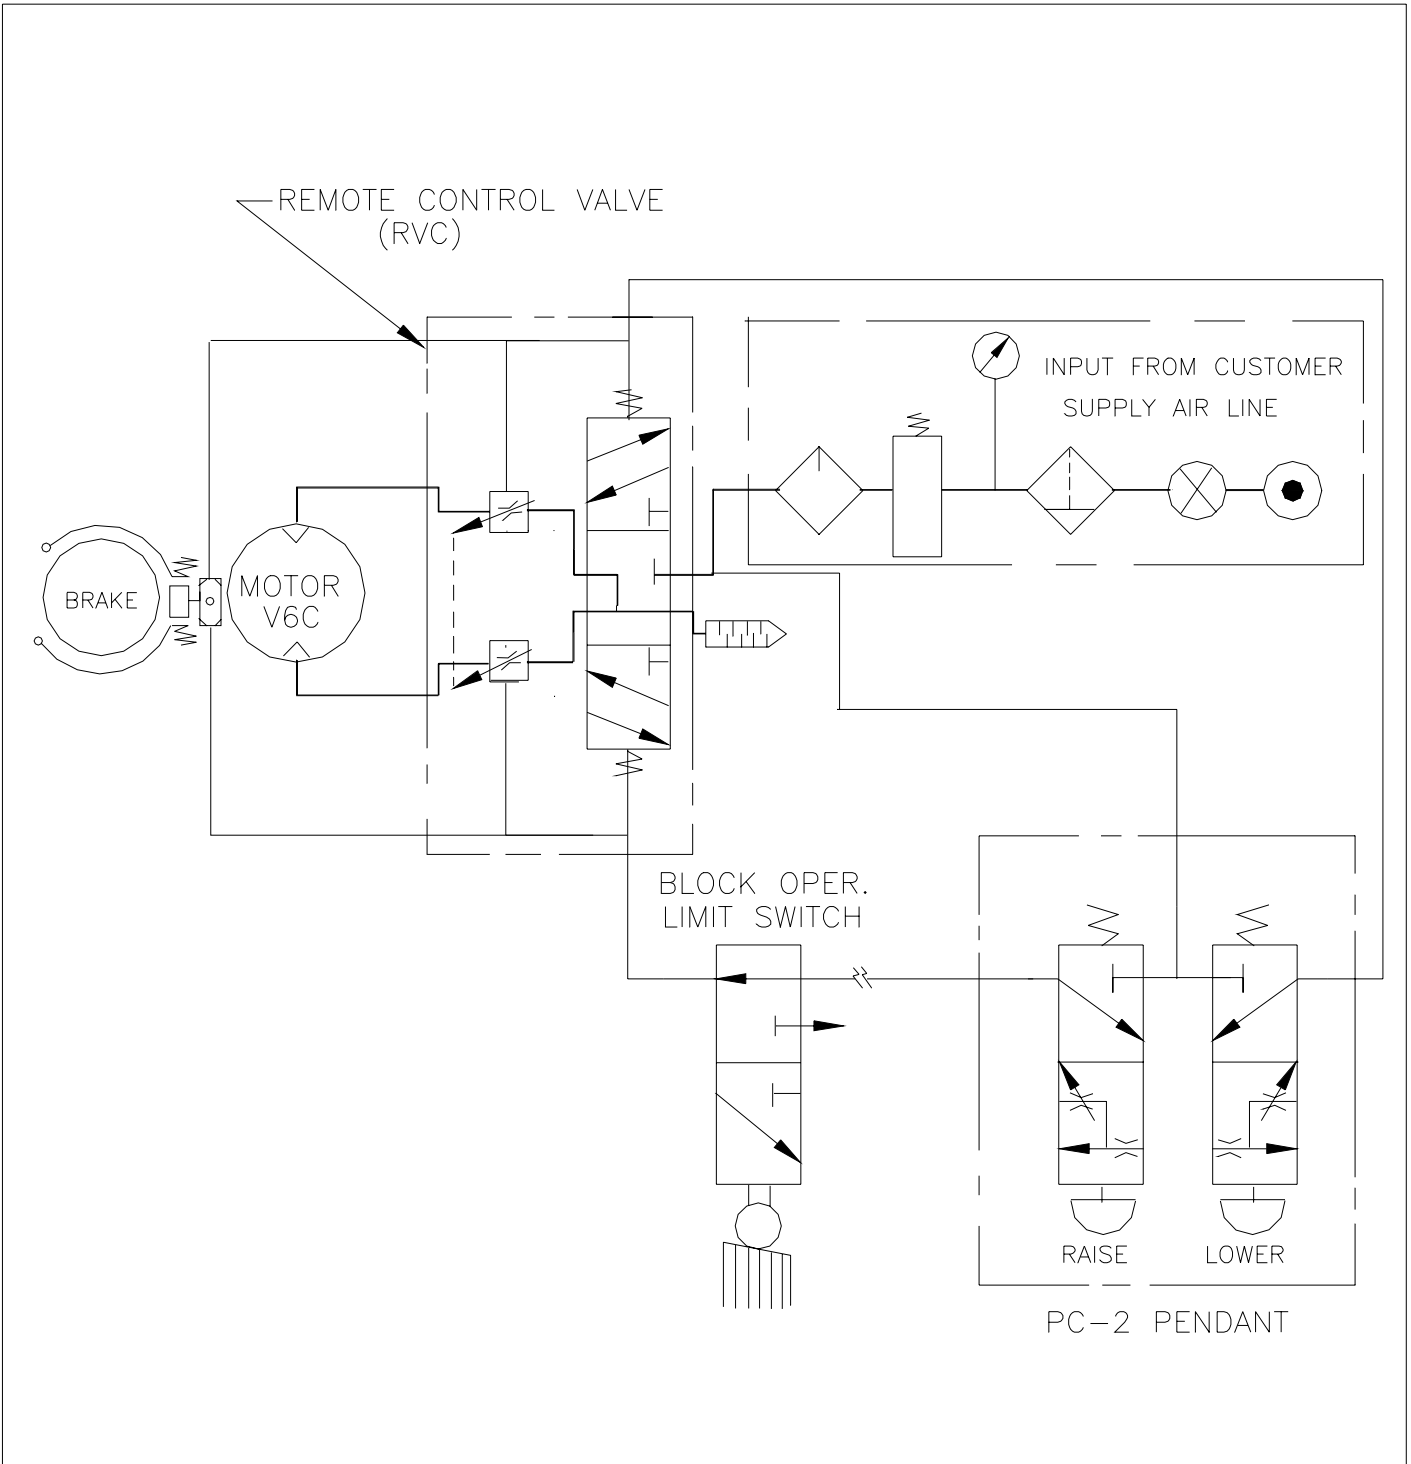 REMOTE CONTROL VALVE
(RVC)
INPUT FROM CUSTOMER
SUPPLY AIR LINE
BRAKE
MOTOR
V6C
BLOCK OPER.
LIMIT SWITCH
RAISE
LOWER
PC-2 PENDANT